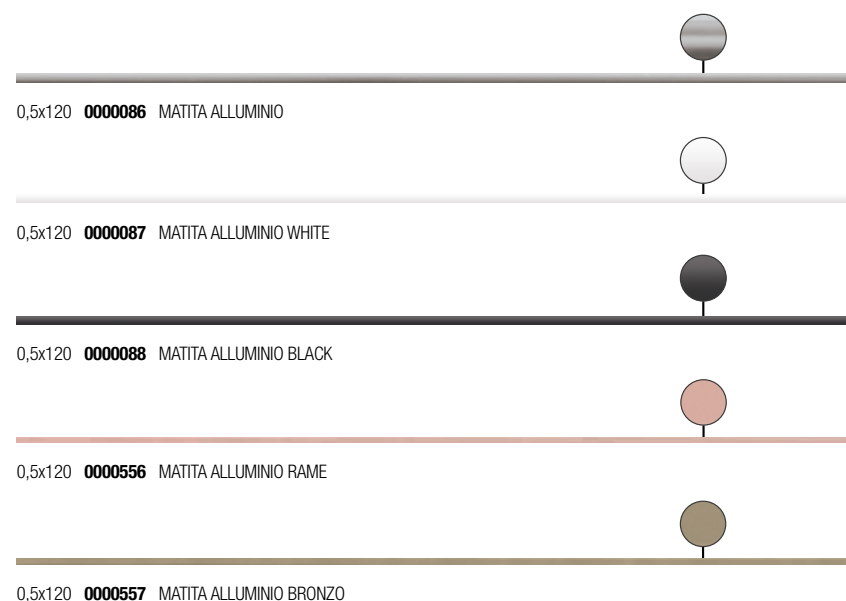 0,5x120 0000086 MATITA ALLUMINIO
0,5x120 0000087 MATITA ALLUMINIO WHITE
0,5x120 0000088 MATITA ALLUMINIO BLACK
0,5x120 0000556 MATITA ALLUMINIO RAME
0,5x120 0000557 MATITA ALLUMINIO BRONZO